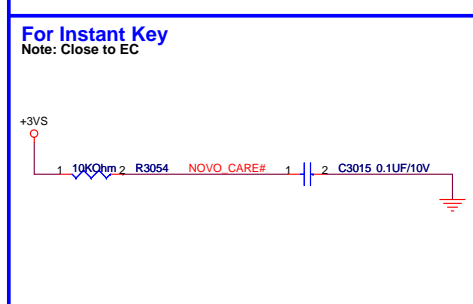 For Instant Key
Note: Close to EC
+3VS
1 10KOhm 2 R3054 NOVO_CARE# 1 2 C3015 0.1UF/10V